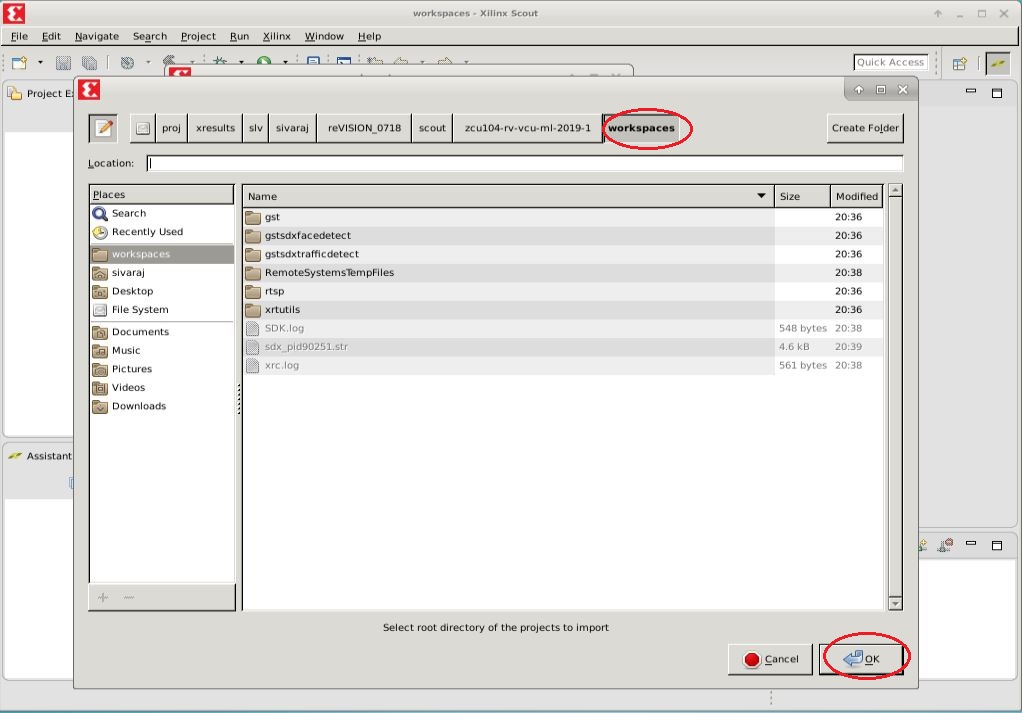 workspaces - Xilinx Scout
File Edit Navigate Search Project Run Xilinx Window Help
Quick Access
Project E
proj xresults slv sivaraj reVISION_0718 scout zcu104-rv-vcu-ml-2019-1 workspaces Create Folder
Location:
Places
Name Size Modified
Search
Recently Used
workspaces
sivaraj
Desktop
File System
Documents
Music
Pictures
Videos
Downloads
gst 20:36
gstsdxfacedetect 20:36
gstsdxtrafficdetect 20:36
RemoteSystemsTempFiles 20:38
rtsp 20:36
xrtutils 20:36
SDK.log 548 bytes 20:38
sdx_pid90251.str 4.6 kB 20:39
xrc.log 561 bytes 20:38
Assistant
Select root directory of the projects to import
Cancel OK